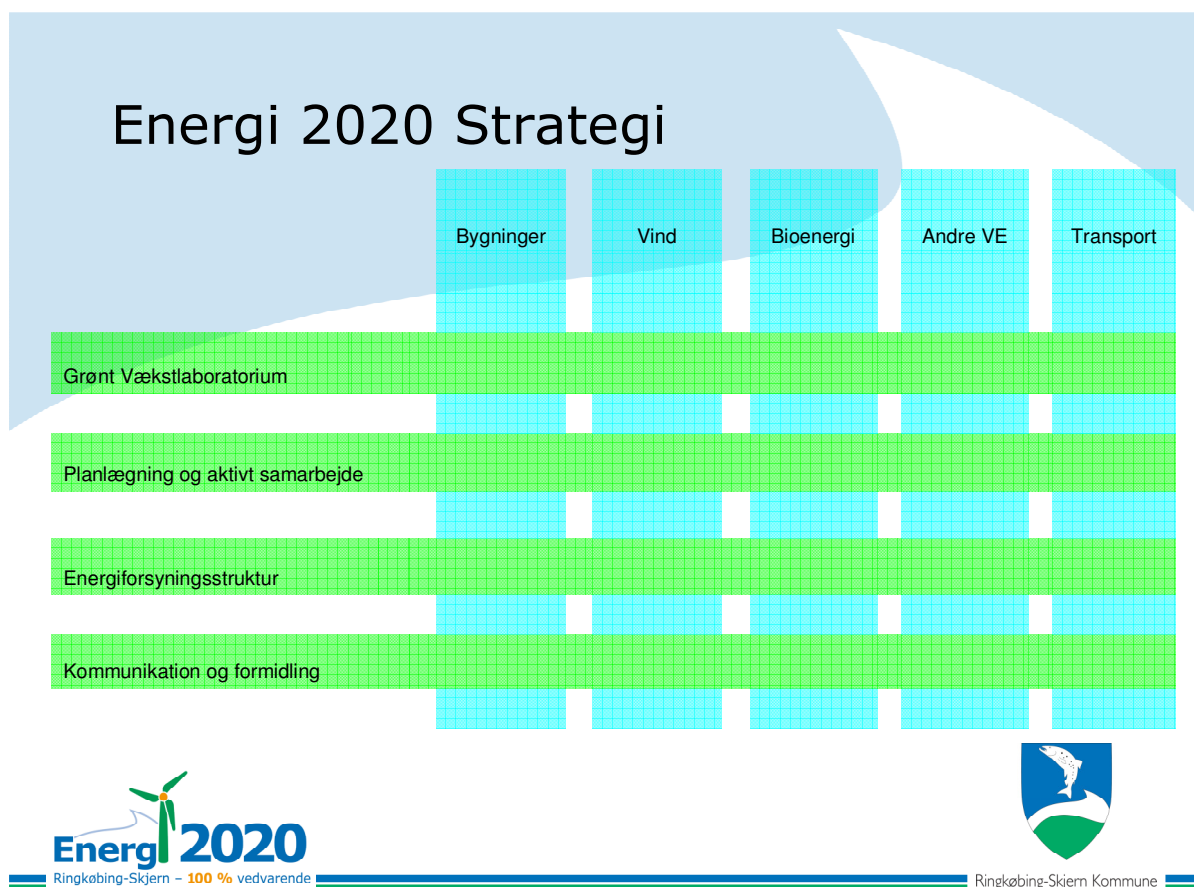 Energi 2020 Strategi
Bygninger
Vind
Bioenergi
Andre VE
Transport
Grønt Vækstlaboratorium
Planlægning og aktivt samarbejde
Energiforsyningsstruktur
Kommunikation og formidling
Energi 2020
Ringkøbing-Skjern – 100 % vedvarende
Ringkøbing-Skjern Kommune